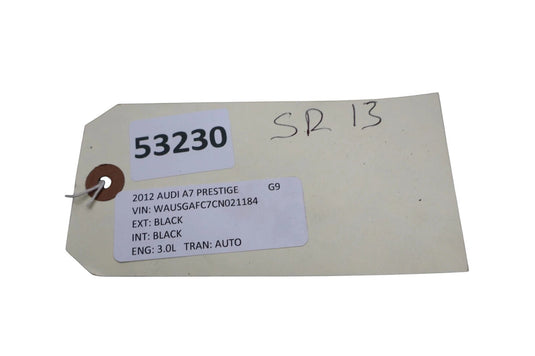 53230
SR 13
2012 AUDI A7 PRESTIGE G9
VIN: WAUSGAFC7CN021184
EXT: BLACK
INT: BLACK
ENG: 3.0L TRAN: AUTO